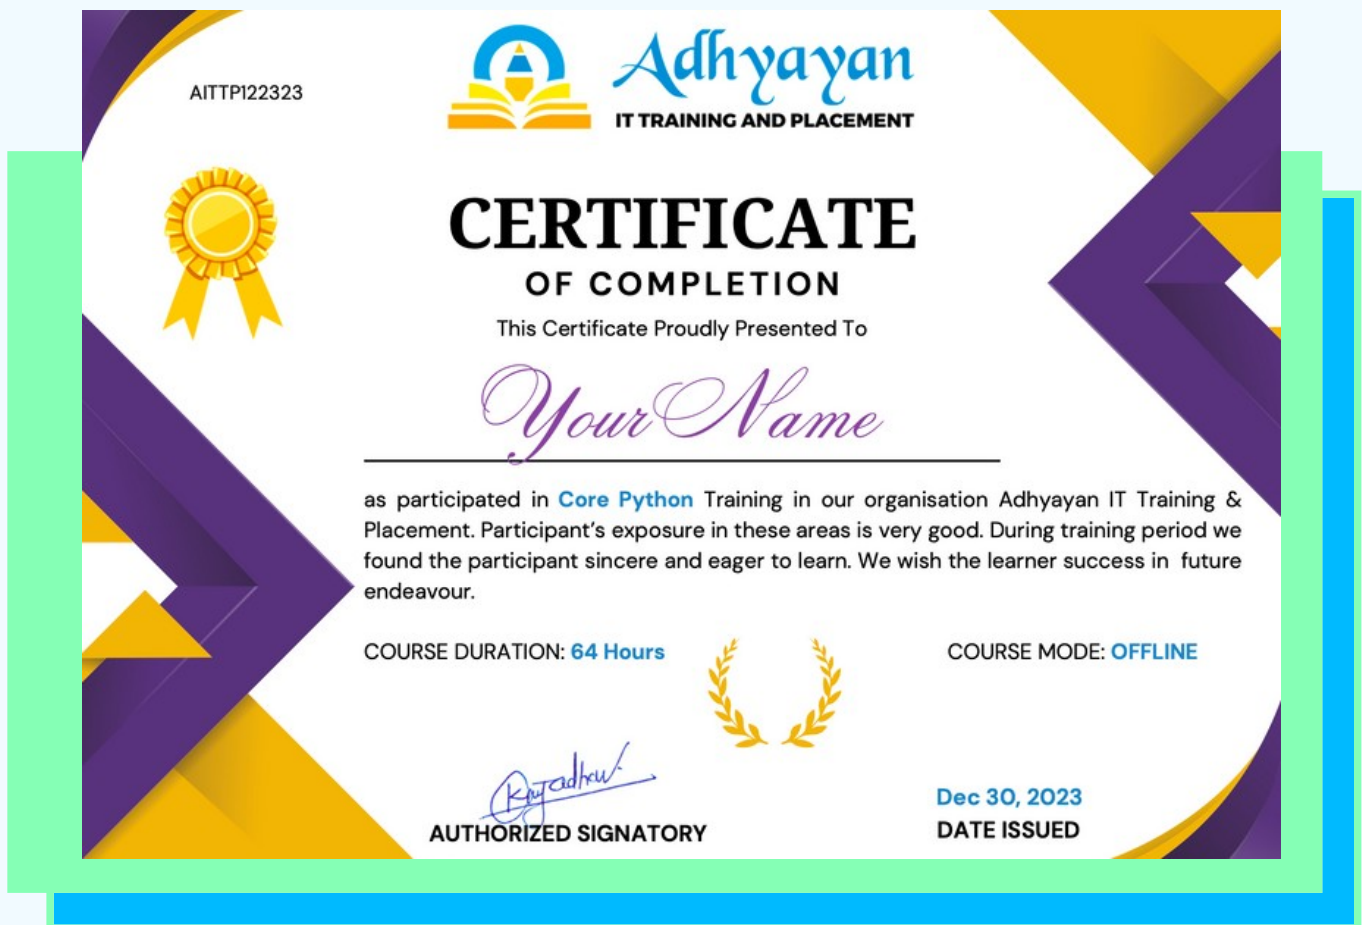 AITTP122323
Adhyayan
IT TRAINING AND PLACEMENT
CERTIFICATE
OF COMPLETION
This Certificate Proudly Presented To
Your Name
as participated in Core Python Training in our organisation Adhyayan IT Training &
Placement. Participant's exposure in these areas is very good. During training period we
found the participant sincere and eager to learn. We wish the learner success in future
endeavour.
COURSE DURATION: 64 Hours
COURSE MODE: OFFLINE
AUTHORIZED SIGNATORY
Dec 30, 2023
DATE ISSUED